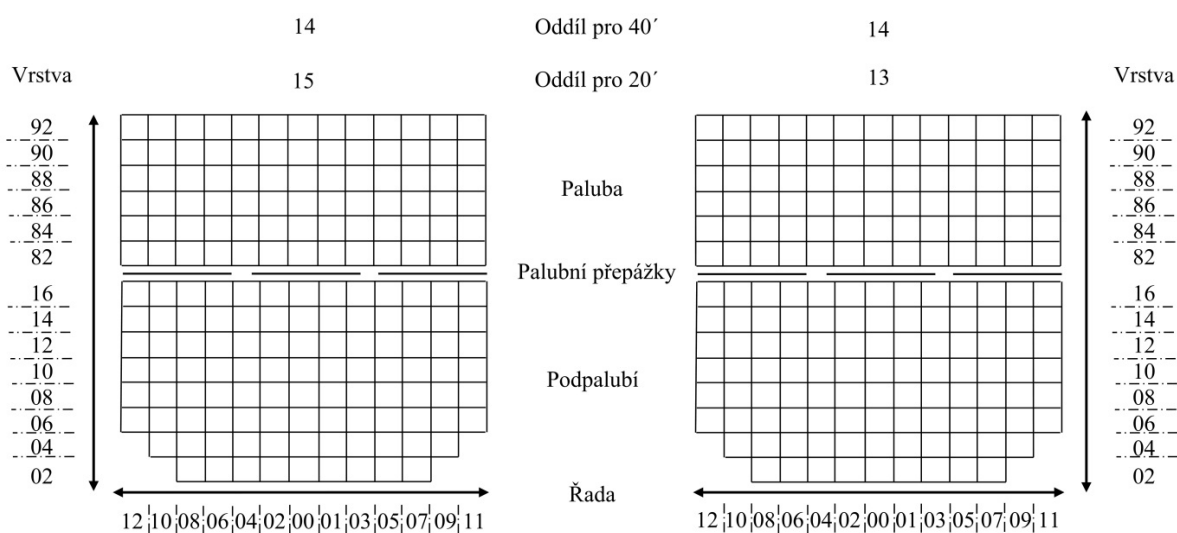 14 Oddíl pro 40´ 14
Vrstva 15 Oddíl pro 20´ 13 Vrstva
92 92
90 90
88 Paluba 88
86 86
84 84
82 82
Palubní přepážky
16 16
14 14
12 12
10 Podpalubí 10
08 08
06 06
04 04
02 02
Řada
12 10 08 06 04 02 00 01 03 05 07 09 11 12 10 08 06 04 02 00 01 03 05 07 09 11